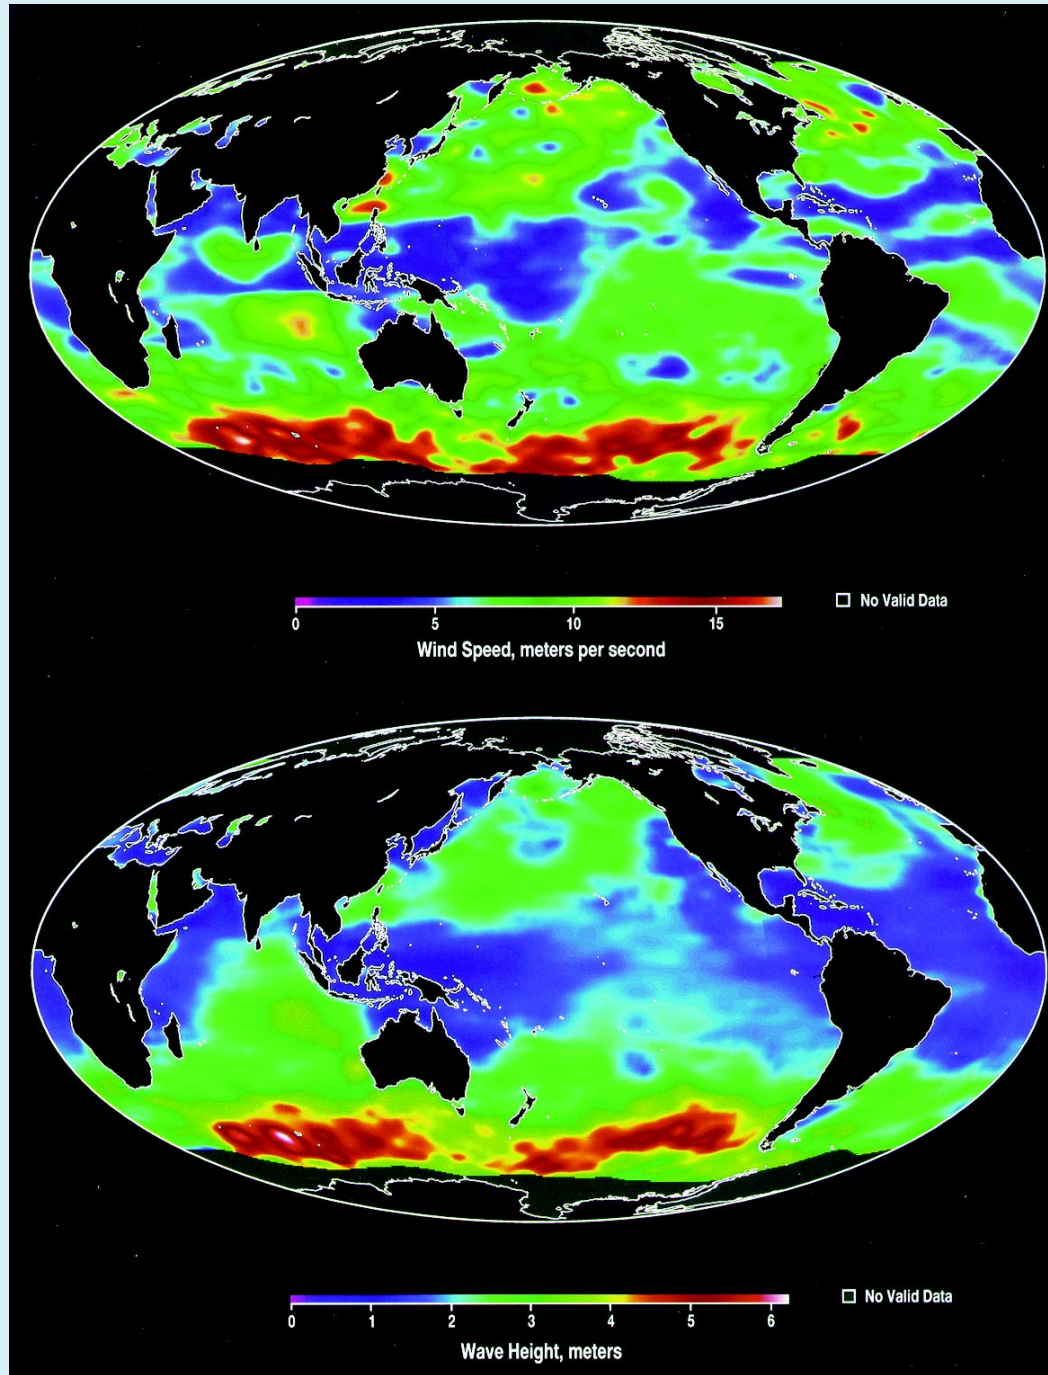 0 5 10 15
No Valid Data
Wind Speed, meters per second
0 1 2 3 4 5 6
No Valid Data
Wave Height, meters